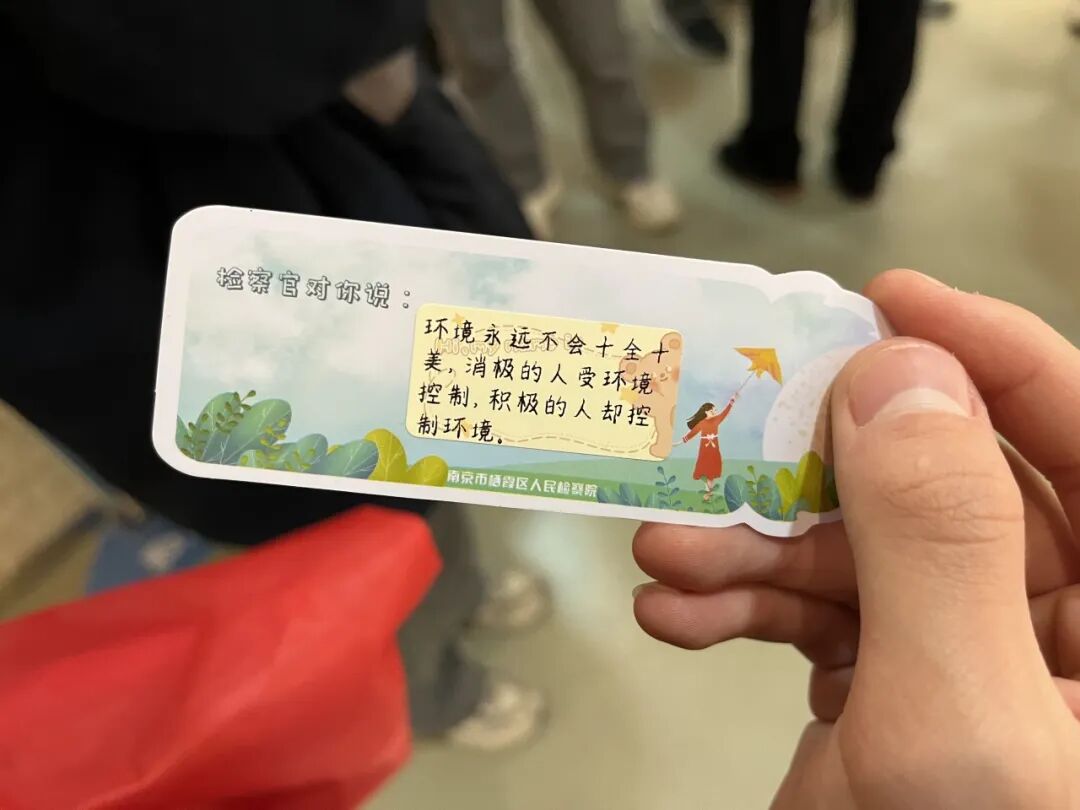 检察官对你说：
环境永远不会十全十
美，消极的人受环境
控制，积极的人却控
制环境。
南京市栖霞区人民检察院